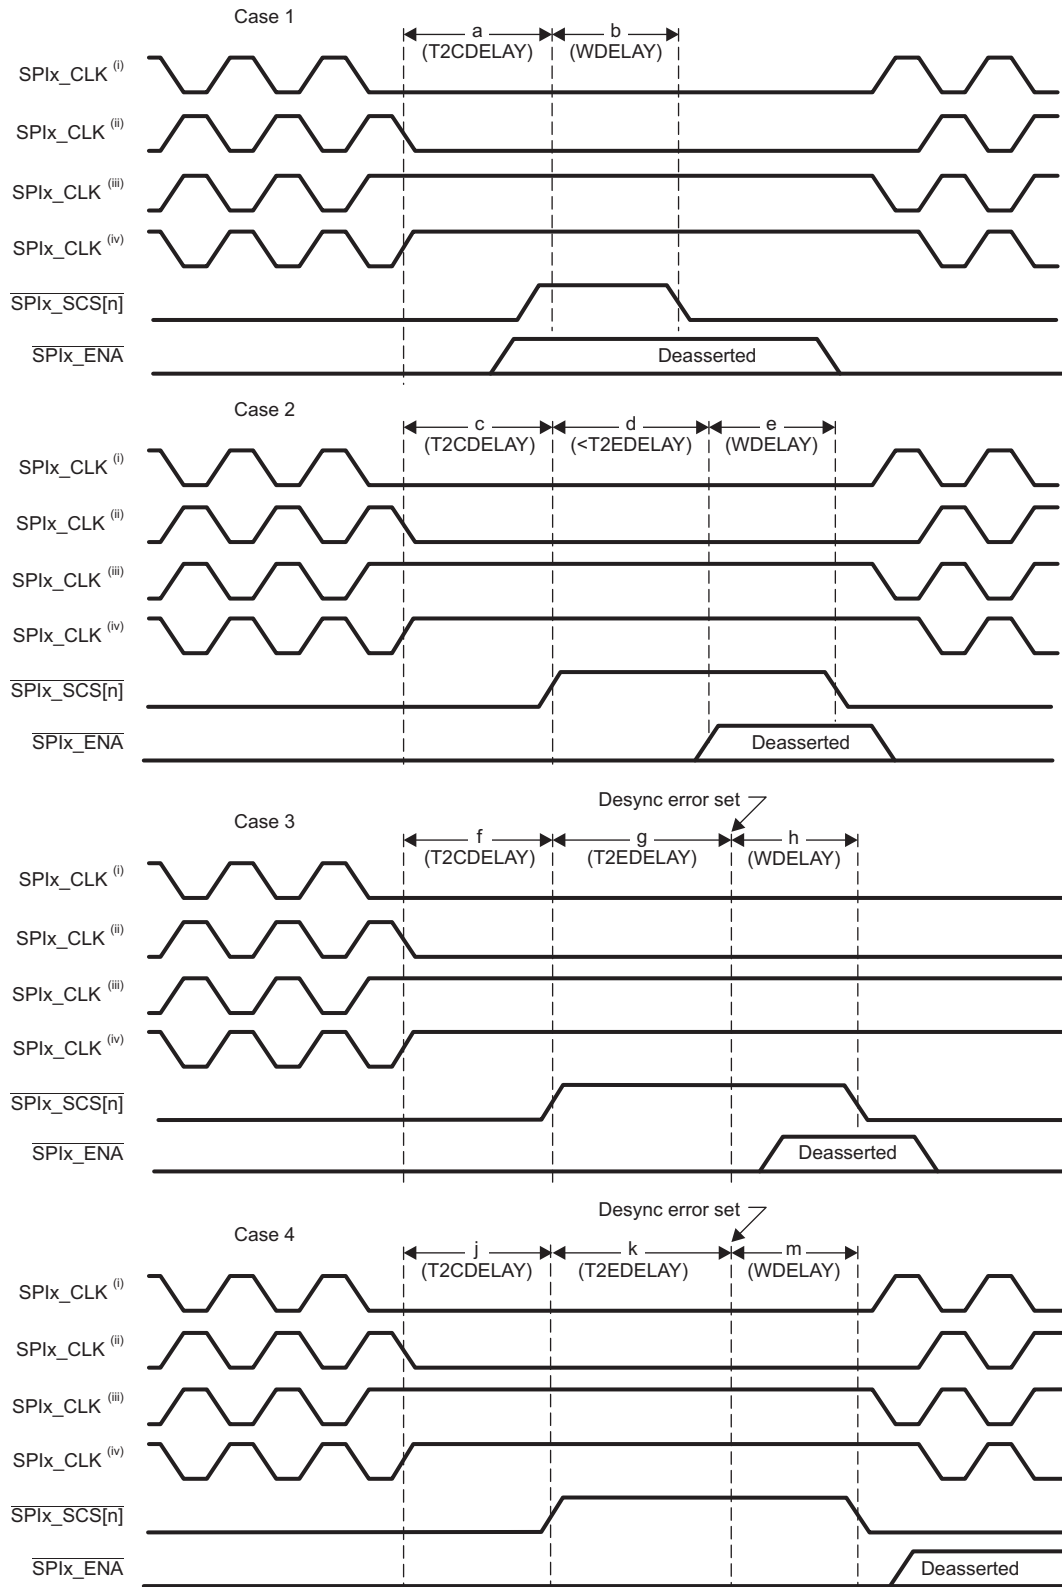 Case 1
a
(T2CDELAY)
b
(WDELAY)
SPIx_CLK (i)
SPIx_CLK (ii)
SPIx_CLK (iii)
SPIx_CLK (iv)
SPIx_SCS[n]
SPIx_ENA
Deasserted
Case 2
c
(T2CDELAY)
d
(<T2EDELAY)
e
(WDELAY)
SPIx_CLK (i)
SPIx_CLK (ii)
SPIx_CLK (iii)
SPIx_CLK (iv)
SPIx_SCS[n]
SPIx_ENA
Deasserted
Desync error set
Case 3
f
(T2CDELAY)
g
(T2EDELAY)
h
(WDELAY)
SPIx_CLK (i)
SPIx_CLK (ii)
SPIx_CLK (iii)
SPIx_CLK (iv)
SPIx_SCS[n]
SPIx_ENA
Deasserted
Desync error set
Case 4
j
(T2CDELAY)
k
(T2EDELAY)
m
(WDELAY)
SPIx_CLK (i)
SPIx_CLK (ii)
SPIx_CLK (iii)
SPIx_CLK (iv)
SPIx_SCS[n]
SPIx_ENA
Deasserted